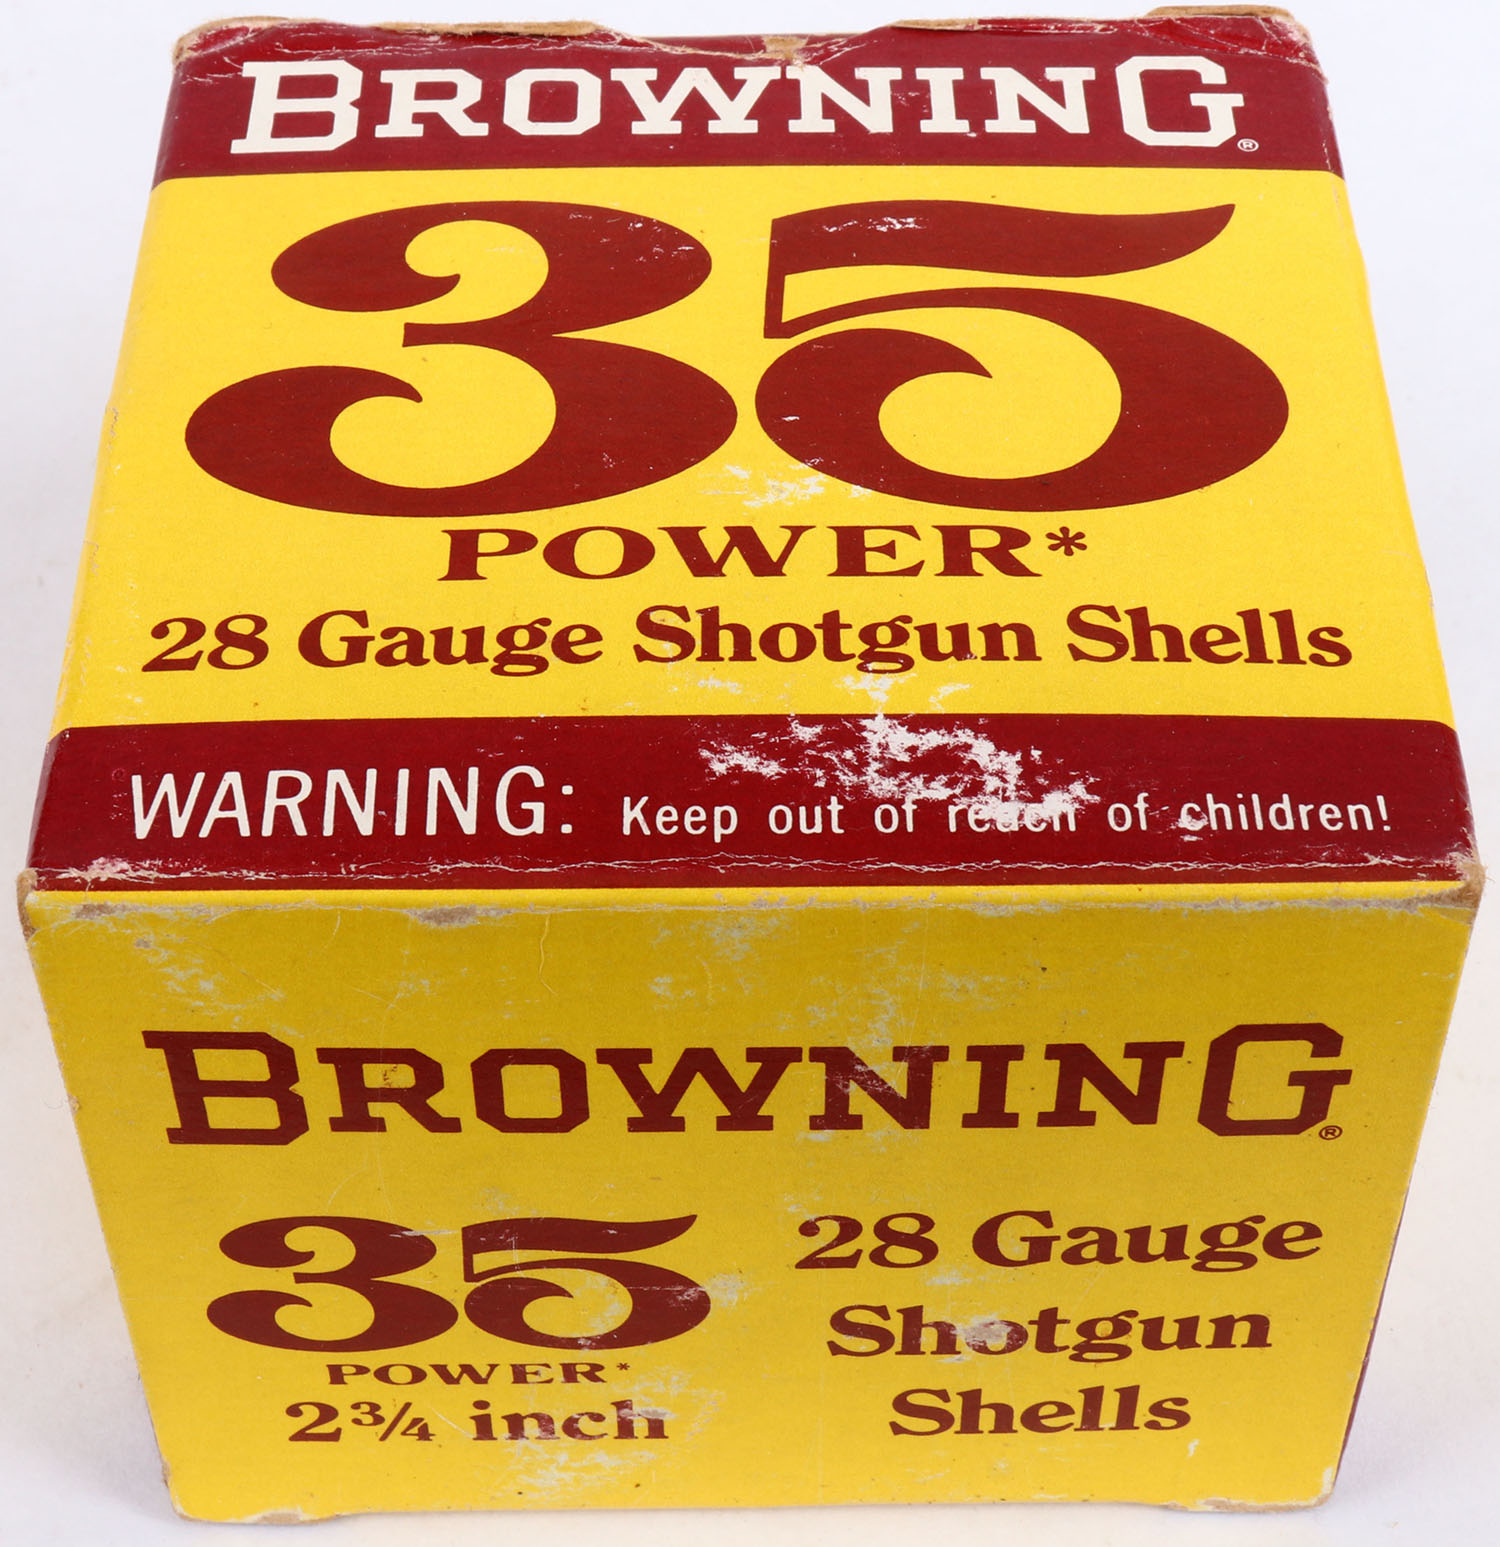 BROWNING®
35
POWER*
28 Gauge Shotgun Shells
WARNING: Keep out of reach of children!
BROWNING®
35
POWER*
2¾ inch
28 Gauge
Shotgun
Shells